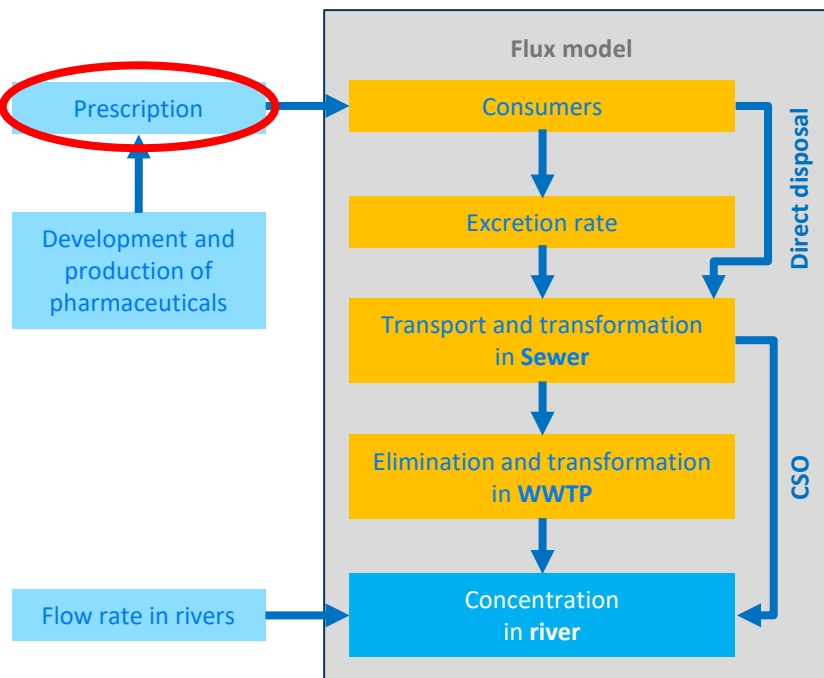 Flux model
Prescription
Consumers
Direct disposal
Excretion rate
Development and
production of
pharmaceuticals
Transport and transformation
in Sewer
CSO
Elimination and transformation
in WWTP
Flow rate in rivers
Concentration
in river